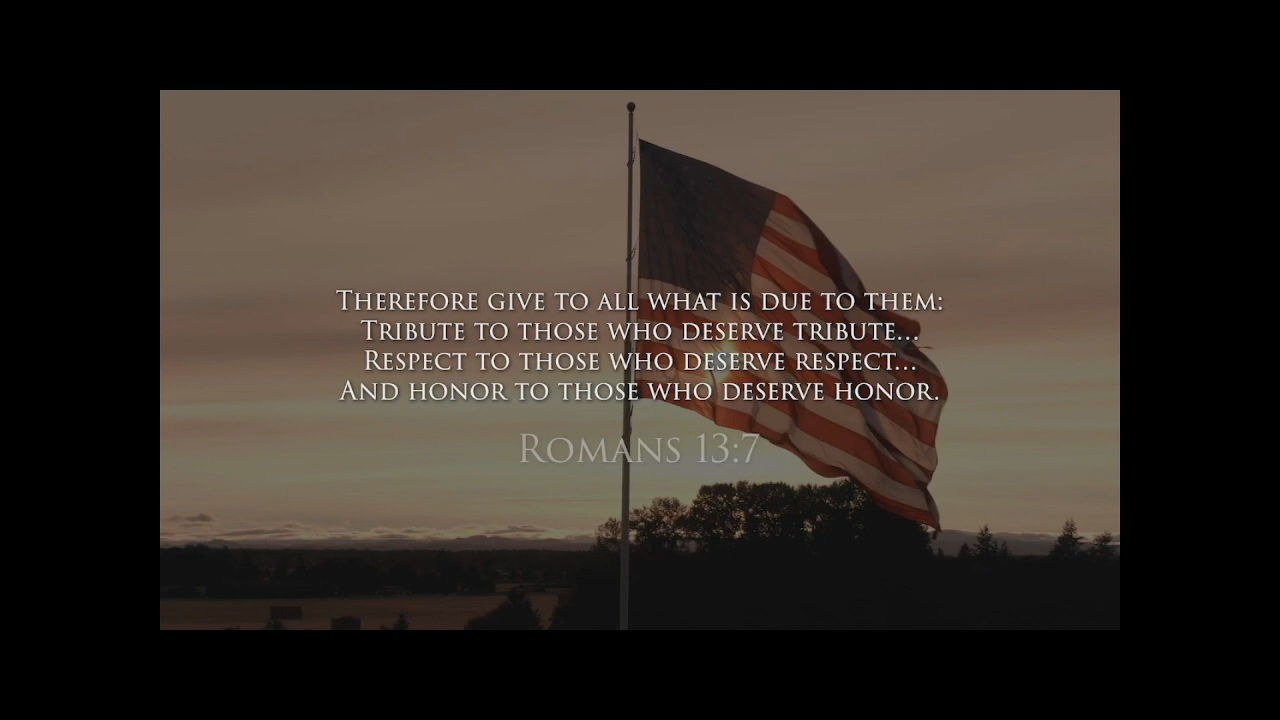 Therefore give to all what is due to them:
Tribute to those who deserve tribute...
Respect to those who deserve respect...
And honor to those who deserve honor.
Romans 13:7